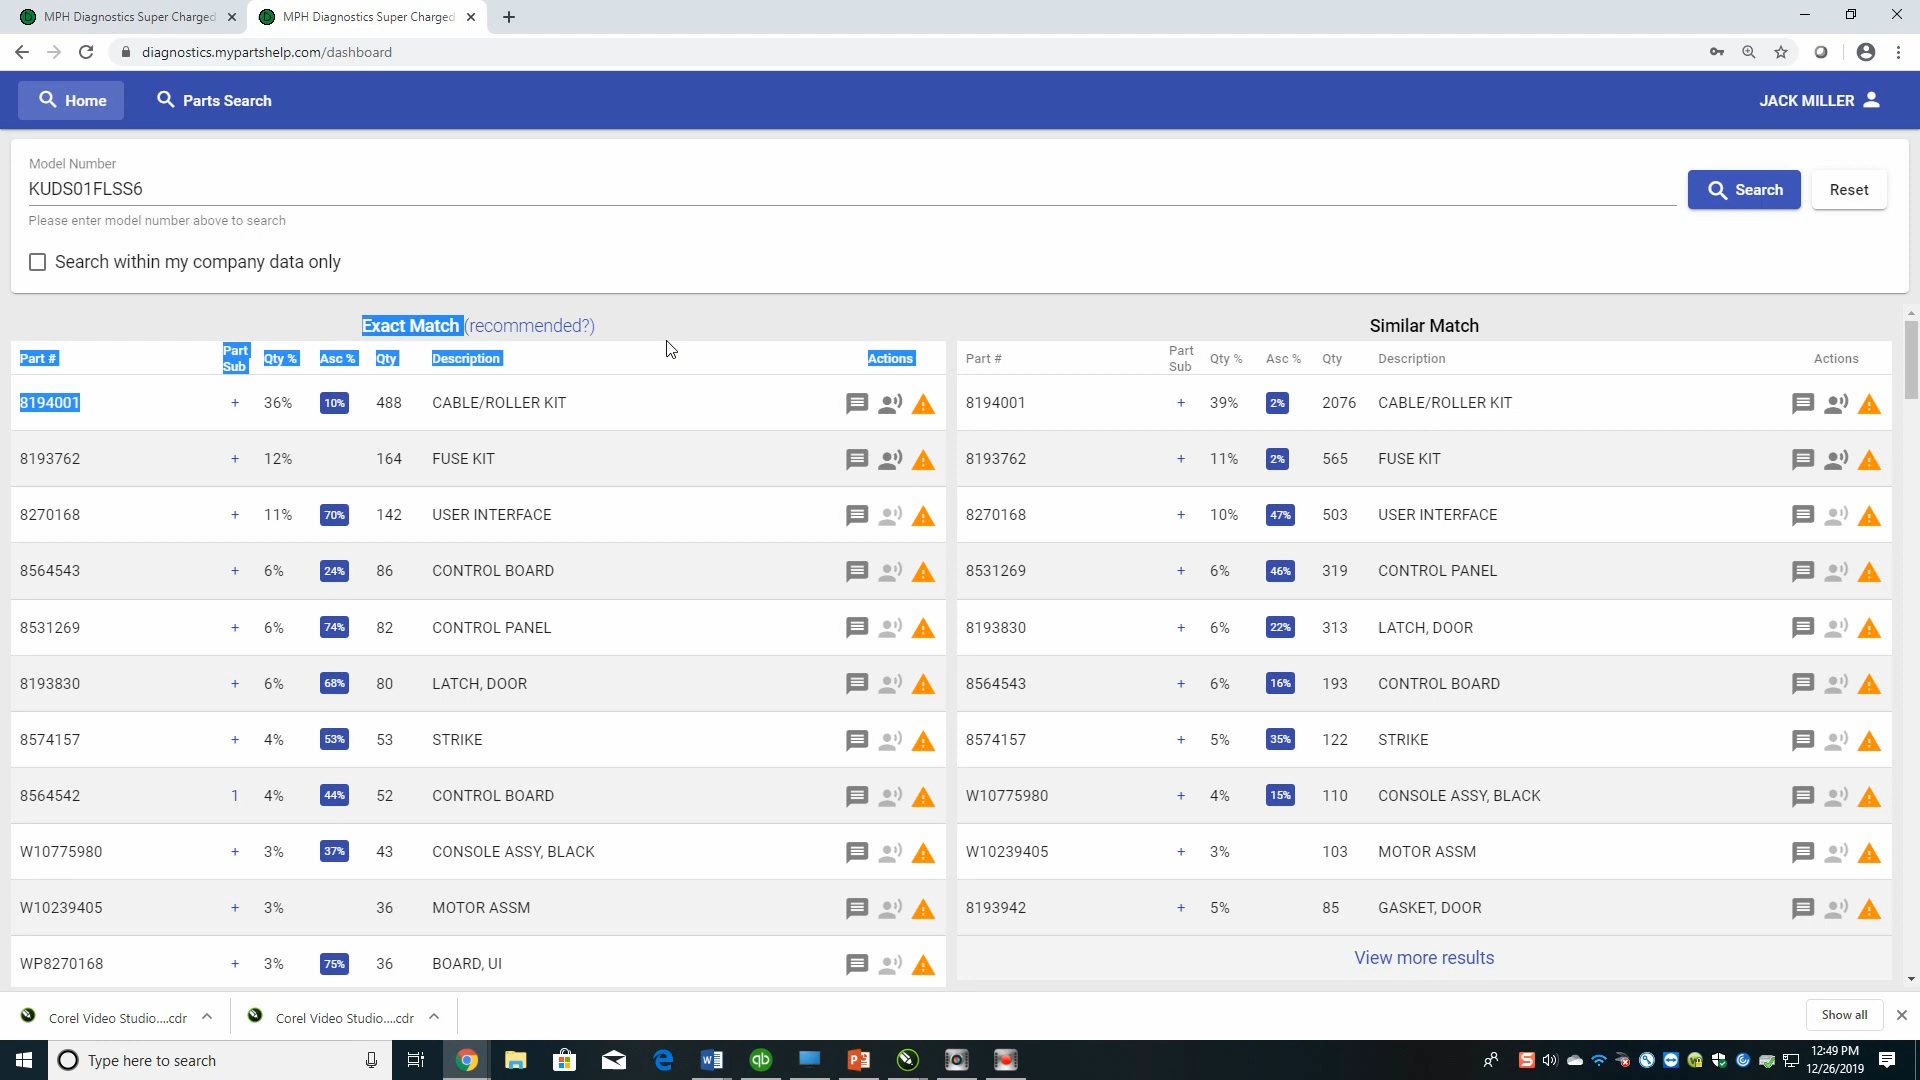 MPH Diagnostics Super Charged
MPH Diagnostics Super Charged
diagnostics.mypartshelp.com/dashboard
Home
Parts Search
JACK MILLER
Model Number
KUDS01FLSS6
Search
Reset
Please enter model number above to search
Search within my company data only
Exact Match (recommended?)
Part # Part Sub Qty % Asc % Qty Description Actions
8194001 + 36% 10% 488 CABLE/ROLLER KIT
8193762 + 12% 164 FUSE KIT
8270168 + 11% 70% 142 USER INTERFACE
8564543 + 6% 24% 86 CONTROL BOARD
8531269 + 6% 74% 82 CONTROL PANEL
8193830 + 6% 68% 80 LATCH, DOOR
8574157 + 4% 53% 53 STRIKE
8564542 1 4% 44% 52 CONTROL BOARD
W10775980 + 3% 37% 43 CONSOLE ASSY, BLACK
W10239405 + 3% 36 MOTOR ASSM
WP8270168 + 3% 75% 36 BOARD, UI
Similar Match
Part # Part Sub Qty % Asc % Qty Description Actions
8194001 + 39% 2% 2076 CABLE/ROLLER KIT
8193762 + 11% 2% 565 FUSE KIT
8270168 + 10% 47% 503 USER INTERFACE
8531269 + 6% 46% 319 CONTROL PANEL
8193830 + 6% 22% 313 LATCH, DOOR
8564543 + 6% 16% 193 CONTROL BOARD
8574157 + 5% 35% 122 STRIKE
W10775980 + 4% 15% 110 CONSOLE ASSY, BLACK
W10239405 + 3% 103 MOTOR ASSM
8193942 + 5% 85 GASKET, DOOR
View more results
Corel Video Studio....cdr
Corel Video Studio....cdr
Show all
Type here to search
12:49 PM
12/26/2019